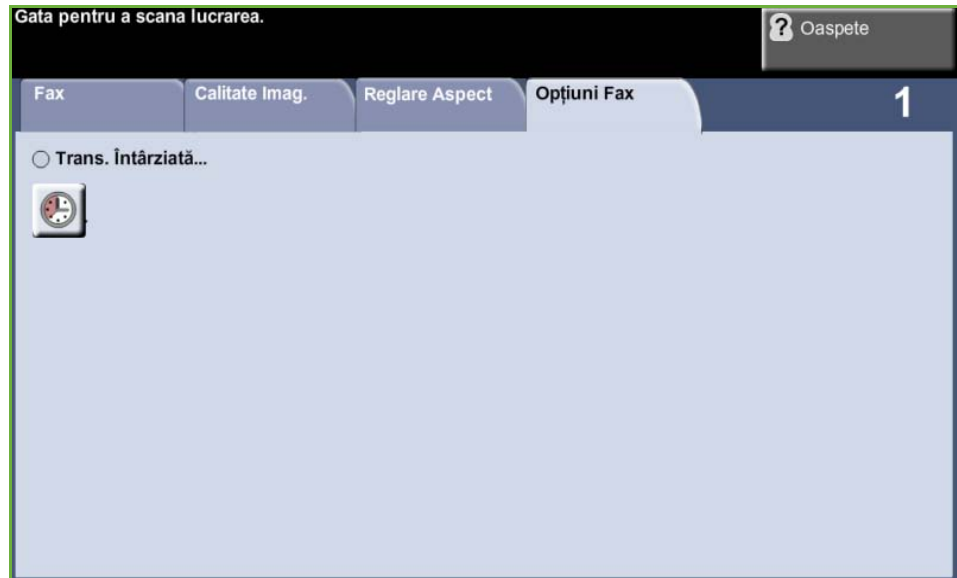 Gata pentru a scana lucrarea.
? Oaspete
Fax Calitate Imag. Reglare Aspect Opțiuni Fax 1
Trans. Întârziată...